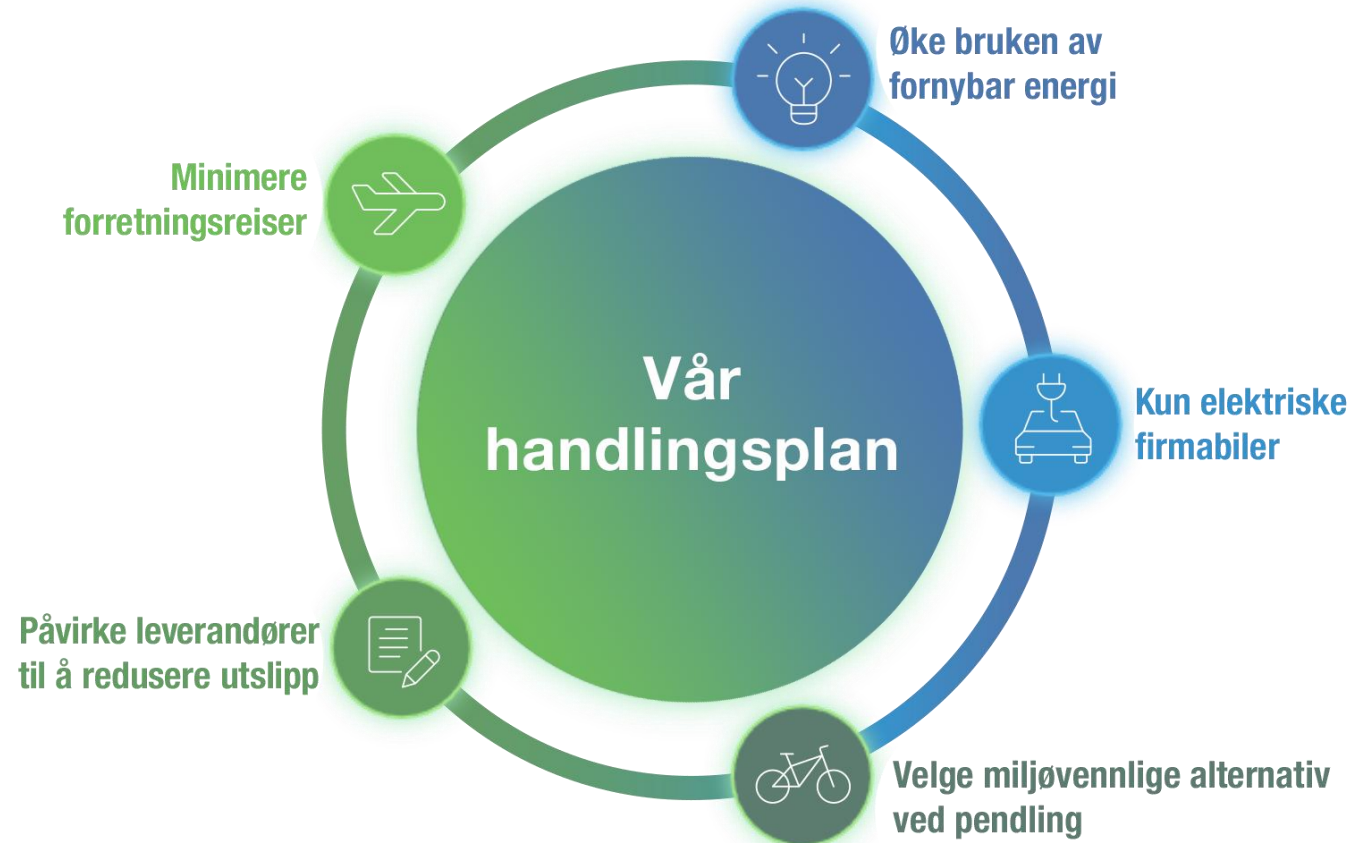 Øke bruken av
fornybar energi
Minimere
forretningsreiser
Vår
handlingsplan
Kun elektriske
firmabiler
Påvirke leverandører
til å redusere utslipp
Velge miljøvennlige alternativ
ved pendling